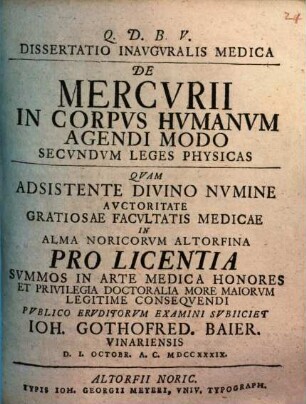 24
Q. D. B. V.
DISSERTATIO INAVGVRALIS MEDICA
DE
MERCVRII
IN CORPVS HVMANVM
AGENDI MODO
SECVNDVM LEGES PHYSICAS
QVAM
ADSISTENTE DIVINO NVMINE
AVCTORITATE
GRATIOSAE FACVLTATIS MEDICAE
IN
ALMA NORICORVM ALTORFINA
PRO LICENTIA
SVMMOS IN ARTE MEDICA HONORES
ET PRIVILEGIA DOCTORALIA MORE MAIORVM
LEGITIME CONSEQVENDI
PVBLICO ERVDITORVM EXAMINI SVBIICIET
IOH. GOTHOFRED. BAIER.
VINARIENSIS
D. I. OCTOBR. A. C. MDCCXXXIX.
ALTORFII NORIC.
TYPIS IOH. GEORGII MEYERI, VNIV. TYPOGRAPH.